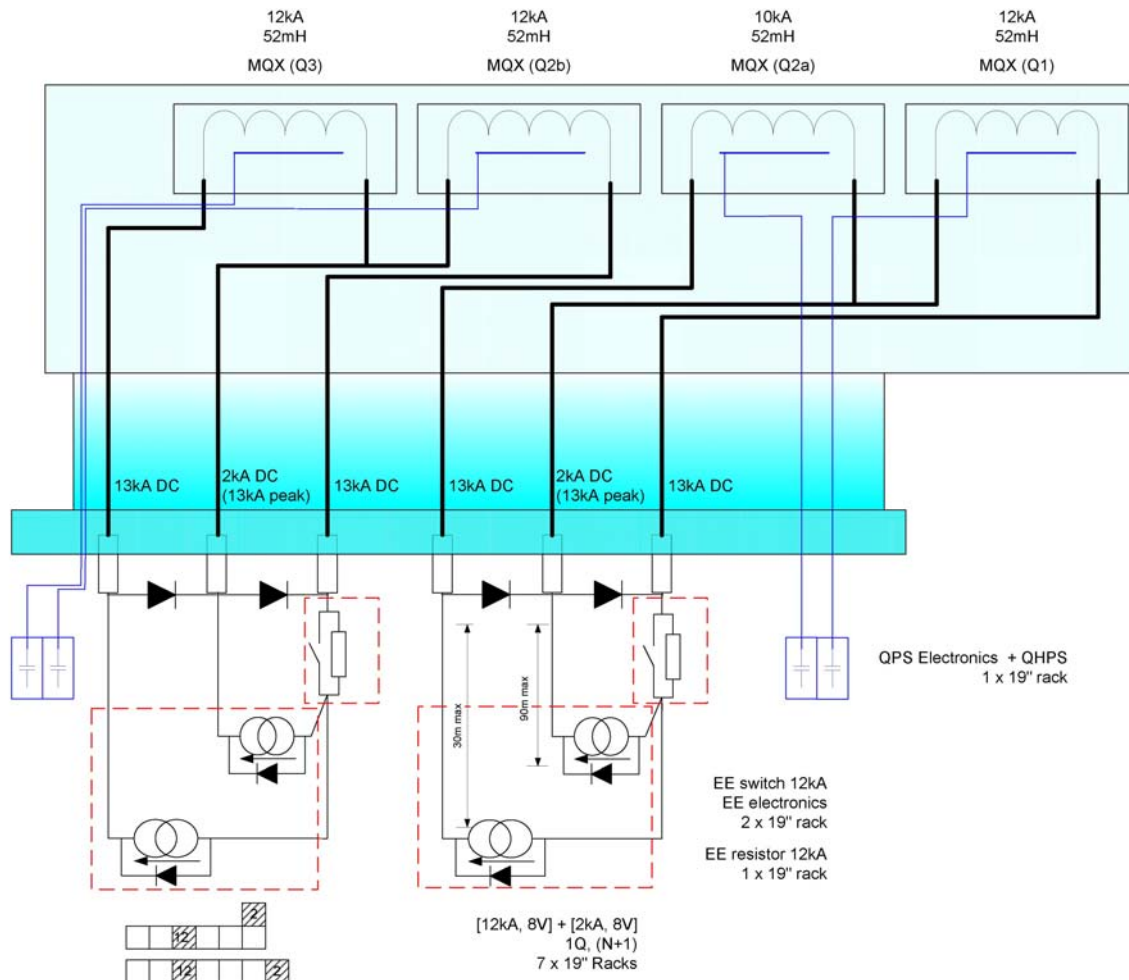 12kA
52mH
MQX (Q3)
12kA
52mH
MQX (Q2b)
10kA
52mH
MQX (Q2a)
12kA
52mH
MQX (Q1)
13kA DC
2kA DC
(13kA peak)
13kA DC
13kA DC
2kA DC
(13kA peak)
13kA DC
QPS Electronics + QHPS
1 x 19" rack
30m max
90m max
EE switch 12kA
EE electronics
2 x 19" rack
EE resistor 12kA
1 x 19" rack
2
12
12
2
[12kA, 8V] + [2kA, 8V]
1Q, (N+1)
7 x 19" Racks